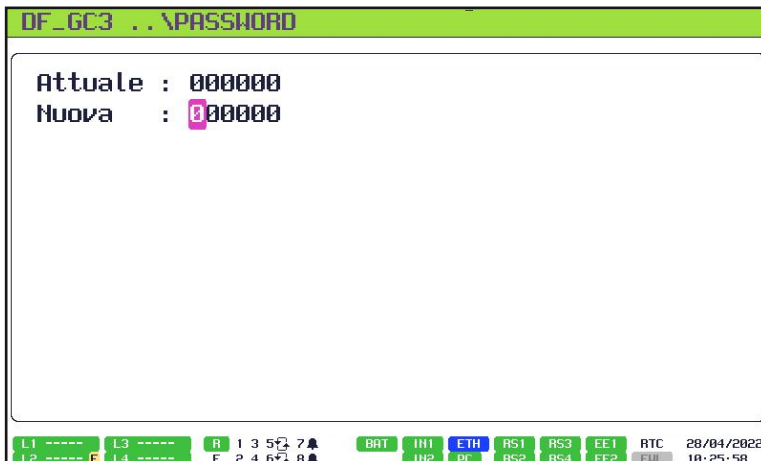 DF_GC3 ..\PASSWORD
Attuale : 000000
Nuova : 000000
L1 ----- L3 ----- R 1 3 5 7 BAT IN1 ETH RS1 RS3 EE1 RTC 28/04/2022
L2 ----- F L4 ----- F 2 4 6 8 IN2 PC RS2 RS4 EE2 FUL 10:25:58